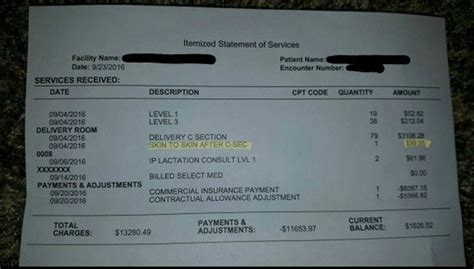 Itemized Statement of Services
Facility Name: Patient Name:
Date: 9/23/2016 Encounter Number:
SERVICES RECEIVED:
DATE DESCRIPTION CPT CODE QUANTITY AMOUNT
09/04/2016 LEVEL 1 19 $52.82
09/04/2016 LEVEL 3 38 $212.04
DELIVERY ROOM
09/04/2016 DELIVERY C SECTION 79 $3106.28
09/04/2016 SKIN TO SKIN AFTER C-SEC 1 $39.35
0008
09/06/2016 IP LACTATION CONSULT LVL 1 2 $61.96
XXXXXXX
09/14/2016 BILLED SELECT MED 1 $0.00
PAYMENTS & ADJUSTMENTS
09/20/2016 COMMERCIAL INSURANCE PAYMENT -$6087.15
09/20/2016 CONTRACTUAL ALLOWANCE ADJUSTMENT -$5566.82
TOTAL CHARGES: $13280.49 PAYMENTS & ADJUSTMENTS: -$11653.97 CURRENT BALANCE: $1626.52